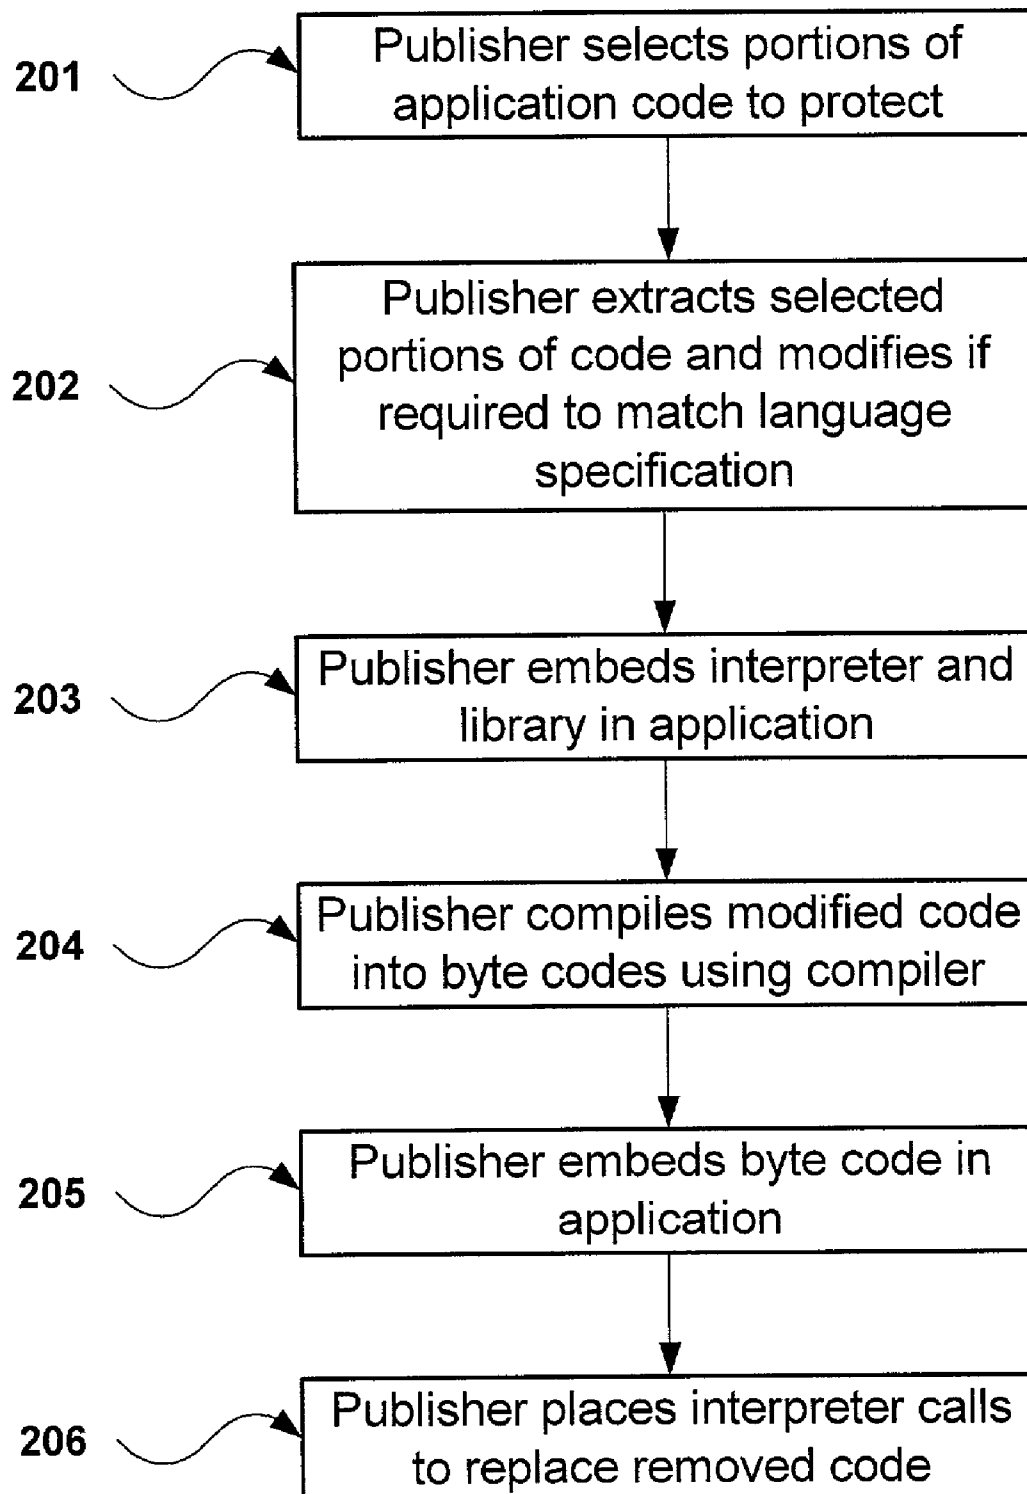 201
Publisher selects portions of
application code to protect
202
Publisher extracts selected
portions of code and modifies if
required to match language
specification
203
Publisher embeds interpreter and
library in application
204
Publisher compiles modified code
into byte codes using compiler
205
Publisher embeds byte code in
application
206
Publisher places interpreter calls
to replace removed code